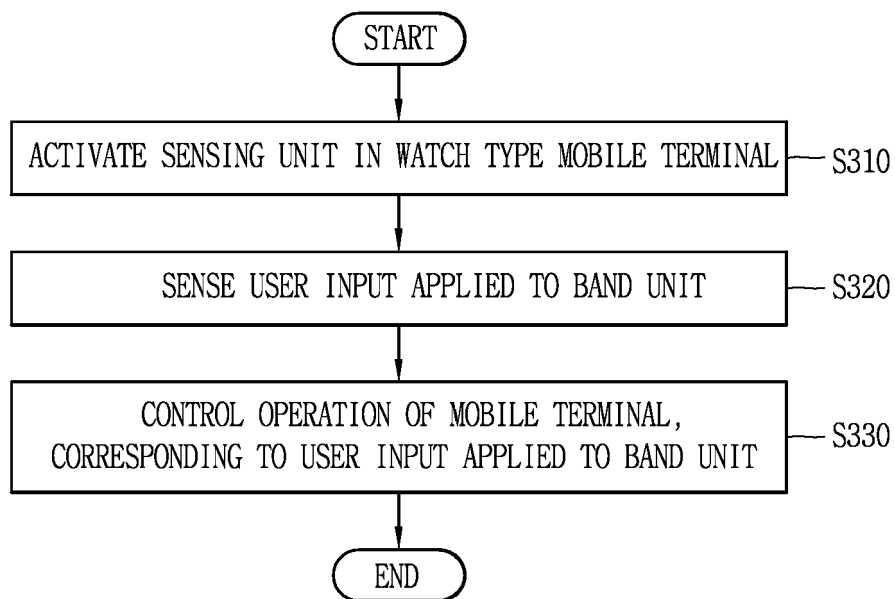 START
ACTIVATE SENSING UNIT IN WATCH TYPE MOBILE TERMINAL
S310
SENSE USER INPUT APPLIED TO BAND UNIT
S320
CONTROL OPERATION OF MOBILE TERMINAL,
CORRESPONDING TO USER INPUT APPLIED TO BAND UNIT
S330
END